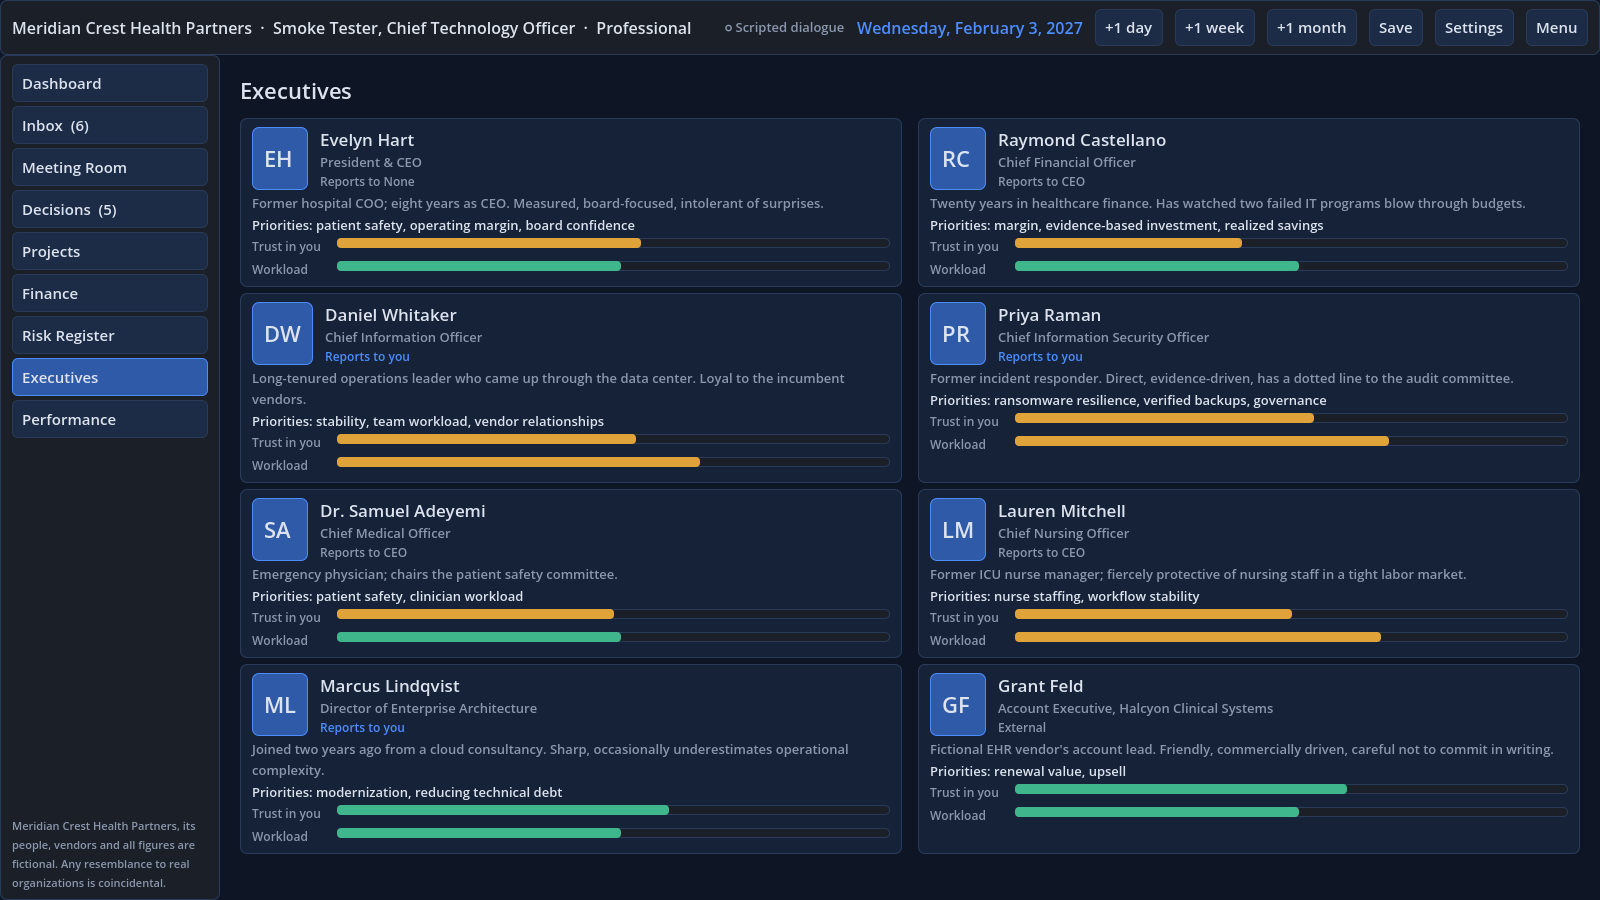 Meridian Crest Health Partners · Smoke Tester, Chief Technology Officer · Professional
Scripted dialogue
Wednesday, February 3, 2027
+1 day
+1 week
+1 month
Save
Settings
Menu
Dashboard
Inbox (6)
Meeting Room
Decisions (5)
Projects
Finance
Risk Register
Executives
Performance
Meridian Crest Health Partners, its
people, vendors and all figures are
fictional. Any resemblance to real
organizations is coincidental.
Executives
EH
Evelyn Hart
President & CEO
Reports to None
Former hospital COO; eight years as CEO. Measured, board-focused, intolerant of surprises.
Priorities: patient safety, operating margin, board confidence
Trust in you
Workload
RC
Raymond Castellano
Chief Financial Officer
Reports to CEO
Twenty years in healthcare finance. Has watched two failed IT programs blow through budgets.
Priorities: margin, evidence-based investment, realized savings
Trust in you
Workload
DW
Daniel Whitaker
Chief Information Officer
Reports to you
Long-tenured operations leader who came up through the data center. Loyal to the incumbent
vendors.
Priorities: stability, team workload, vendor relationships
Trust in you
Workload
PR
Priya Raman
Chief Information Security Officer
Reports to you
Former incident responder. Direct, evidence-driven, has a dotted line to the audit committee.
Priorities: ransomware resilience, verified backups, governance
Trust in you
Workload
SA
Dr. Samuel Adeyemi
Chief Medical Officer
Reports to CEO
Emergency physician; chairs the patient safety committee.
Priorities: patient safety, clinician workload
Trust in you
Workload
LM
Lauren Mitchell
Chief Nursing Officer
Reports to CEO
Former ICU nurse manager; fiercely protective of nursing staff in a tight labor market.
Priorities: nurse staffing, workflow stability
Trust in you
Workload
ML
Marcus Lindqvist
Director of Enterprise Architecture
Reports to you
Joined two years ago from a cloud consultancy. Sharp, occasionally underestimates operational
complexity.
Priorities: modernization, reducing technical debt
Trust in you
Workload
GF
Grant Feld
Account Executive, Halcyon Clinical Systems
External
Fictional EHR vendor's account lead. Friendly, commercially driven, careful not to commit in writing.
Priorities: renewal value, upsell
Trust in you
Workload